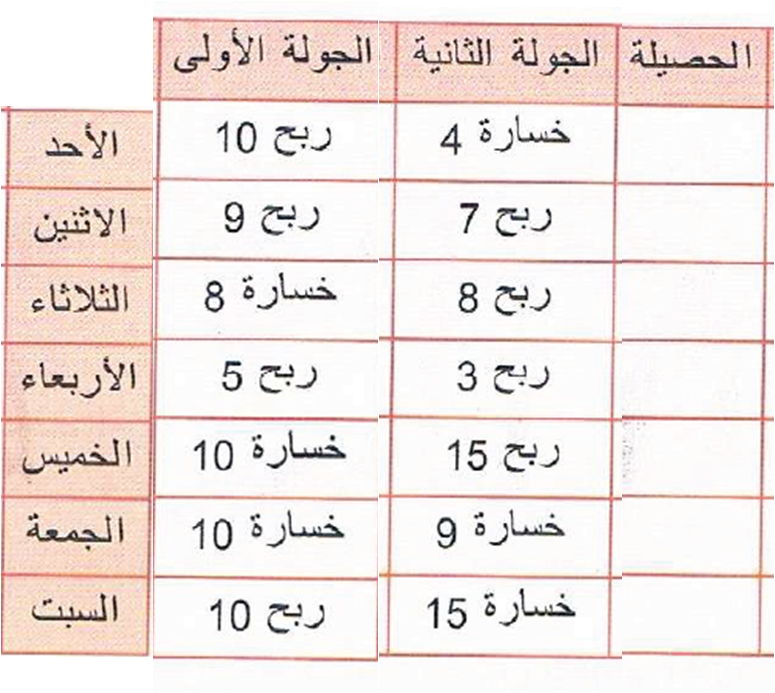 الجولة الأولى الجولة الثانية الحصيلة
الأحد ربح 10 خسارة 4
الاثنين ربح 9 ربح 7
الثلاثاء خسارة 8 ربح 8
الأربعاء ربح 5 ربح 3
الخميس خسارة 10 ربح 15
الجمعة خسارة 10 خسارة 9
السبت ربح 10 خسارة 15